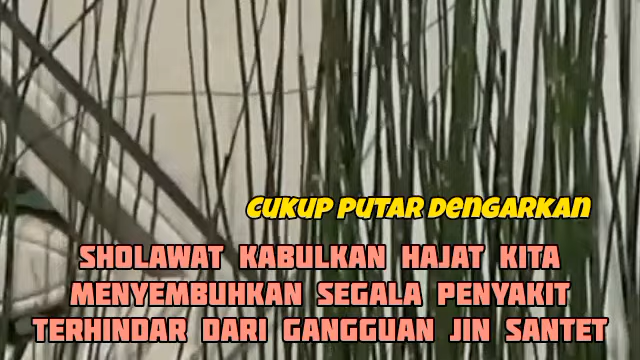 CUKUP PUTAR DENGARKAN
SHOLAWAT KABULKAN HAJAT KITA
MENYEMBUHKAN SEGALA PENYAKIT
TERHINDAR DARI GANGGUAN JIN SANTET